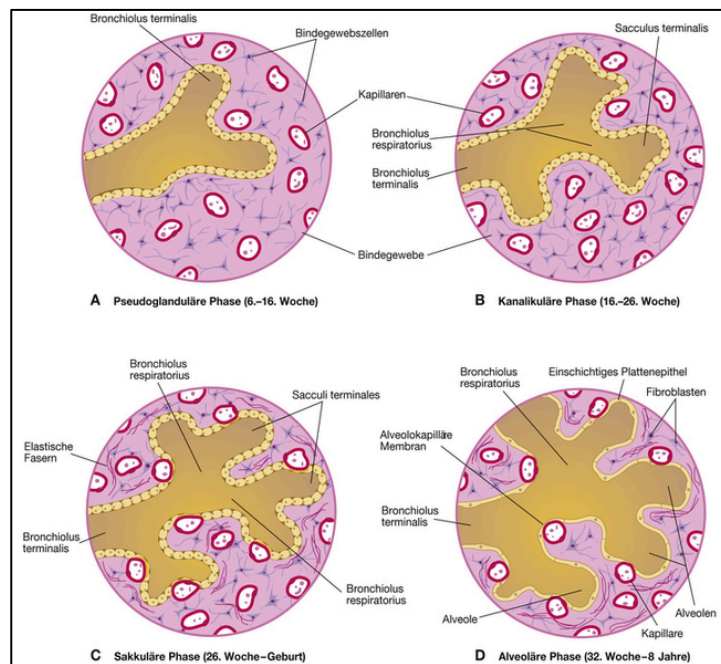 Bronchiolus terminalis
Bindegewebszellen
Sacculus terminalis
Kapillaren
Bronchiolus
respiratorius
Bronchiolus
terminalis
Bindegewebe
A Pseudoglanduläre Phase (6.–16. Woche)
B Kanalikuläre Phase (16.–26. Woche)
Bronchiolus
respiratorius
Sacculi terminales
Elastische
Fasern
Bronchiolus
terminalis
Bronchiolus
respiratorius
C Sakkuläre Phase (26. Woche–Geburt)
Bronchiolus
respiratorius
Einschichtiges Plattenepithel
Fibroblasten
Alveolokapilläre
Membran
Bronchiolus
terminalis
Alveole
Alveolen
Kapillare
D Alveoläre Phase (32. Woche–8 Jahre)